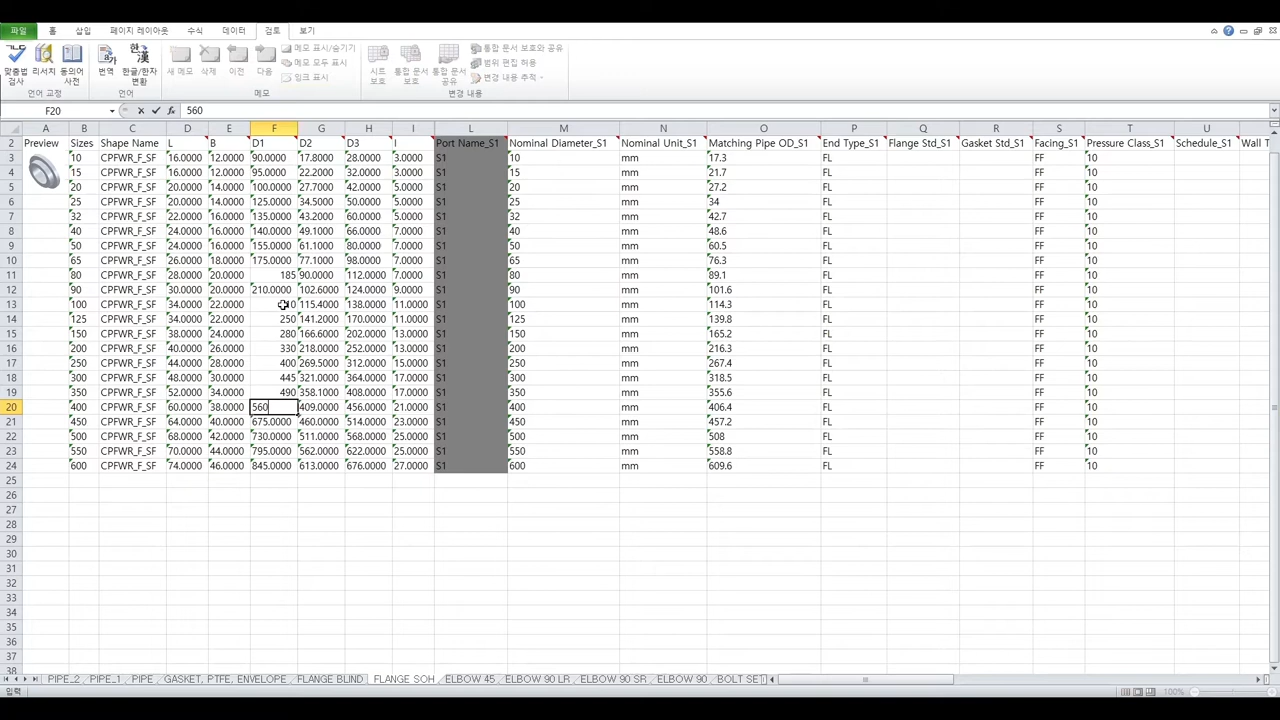 파일 홈 삽입 페이지 레이아웃 수식 데이터 검토 보기
맞춤법 검사 리서치 동의어 사전 번역 한글/한자 변환 새 메모 삭제 이전 다음 메모 표시/숨기기 메모 모두 표시 잉크 표시 시트 보호 통합 문서 보호 통합 문서 공유 통합 문서 보호와 공유 범위 편집 허용 변경 내용 추적
언어 교정 언어 메모 변경 내용
F20 fx 560
A B C D E F G H I L M N O P Q R S T U
2 Preview Sizes Shape Name L B D1 D2 D3 I Port Name_S1 Nominal Diameter_S1 Nominal Unit_S1 Matching Pipe OD_S1 End Type_S1 Flange Std_S1 Gasket Std_S1 Facing_S1 Pressure Class_S1 Schedule_S1 Wall T
3 10 CPFWR_F_SF 16.0000 12.0000 90.0000 17.8000 28.0000 3.0000 S1 10 mm 17.3 FL FF 10
4 15 CPFWR_F_SF 16.0000 12.0000 95.0000 22.2000 32.0000 3.0000 S1 15 mm 21.7 FL FF 10
5 20 CPFWR_F_SF 20.0000 14.0000 100.0000 27.7000 42.0000 5.0000 S1 20 mm 27.2 FL FF 10
6 25 CPFWR_F_SF 20.0000 14.0000 125.0000 34.5000 50.0000 5.0000 S1 25 mm 34 FL FF 10
7 32 CPFWR_F_SF 22.0000 16.0000 135.0000 43.2000 60.0000 5.0000 S1 32 mm 42.7 FL FF 10
8 40 CPFWR_F_SF 24.0000 16.0000 140.0000 49.1000 66.0000 7.0000 S1 40 mm 48.6 FL FF 10
9 50 CPFWR_F_SF 24.0000 16.0000 155.0000 61.1000 80.0000 7.0000 S1 50 mm 60.5 FL FF 10
10 65 CPFWR_F_SF 26.0000 18.0000 175.0000 77.1000 98.0000 7.0000 S1 65 mm 76.3 FL FF 10
11 80 CPFWR_F_SF 28.0000 20.0000 185 90.0000 112.0000 7.0000 S1 80 mm 89.1 FL FF 10
12 90 CPFWR_F_SF 30.0000 20.0000 210.0000 102.6000 124.0000 9.0000 S1 90 mm 101.6 FL FF 10
13 100 CPFWR_F_SF 34.0000 22.0000 115.4000 138.0000 11.0000 S1 100 mm 114.3 FL FF 10
14 125 CPFWR_F_SF 34.0000 22.0000 250 141.2000 170.0000 11.0000 S1 125 mm 139.8 FL FF 10
15 150 CPFWR_F_SF 38.0000 24.0000 280 166.6000 202.0000 13.0000 S1 150 mm 165.2 FL FF 10
16 200 CPFWR_F_SF 40.0000 26.0000 330 218.0000 252.0000 13.0000 S1 200 mm 216.3 FL FF 10
17 250 CPFWR_F_SF 44.0000 28.0000 400 269.5000 312.0000 15.0000 S1 250 mm 267.4 FL FF 10
18 300 CPFWR_F_SF 48.0000 30.0000 445 321.0000 364.0000 17.0000 S1 300 mm 318.5 FL FF 10
19 350 CPFWR_F_SF 52.0000 34.0000 490 358.1000 408.0000 17.0000 S1 350 mm 355.6 FL FF 10
20 400 CPFWR_F_SF 60.0000 38.0000 560 409.0000 456.0000 21.0000 S1 400 mm 406.4 FL FF 10
21 450 CPFWR_F_SF 64.0000 40.0000 675.0000 460.0000 514.0000 23.0000 S1 450 mm 457.2 FL FF 10
22 500 CPFWR_F_SF 68.0000 42.0000 730.0000 511.0000 568.0000 25.0000 S1 500 mm 508 FL FF 10
23 550 CPFWR_F_SF 70.0000 44.0000 795.0000 562.0000 622.0000 25.0000 S1 550 mm 558.8 FL FF 10
24 600 CPFWR_F_SF 74.0000 46.0000 845.0000 613.0000 676.0000 27.0000 S1 600 mm 609.6 FL FF 10
25
26
27
28
29
30
31
32
33
34
35
36
37
38
PIPE_2 PIPE_1 PIPE GASKET, PTFE, ENVELOPE FLANGE BLIND FLANGE SOH ELBOW 45 ELBOW 90 LR ELBOW 90 SR ELBOW 90 BOLT SET
입력 100%